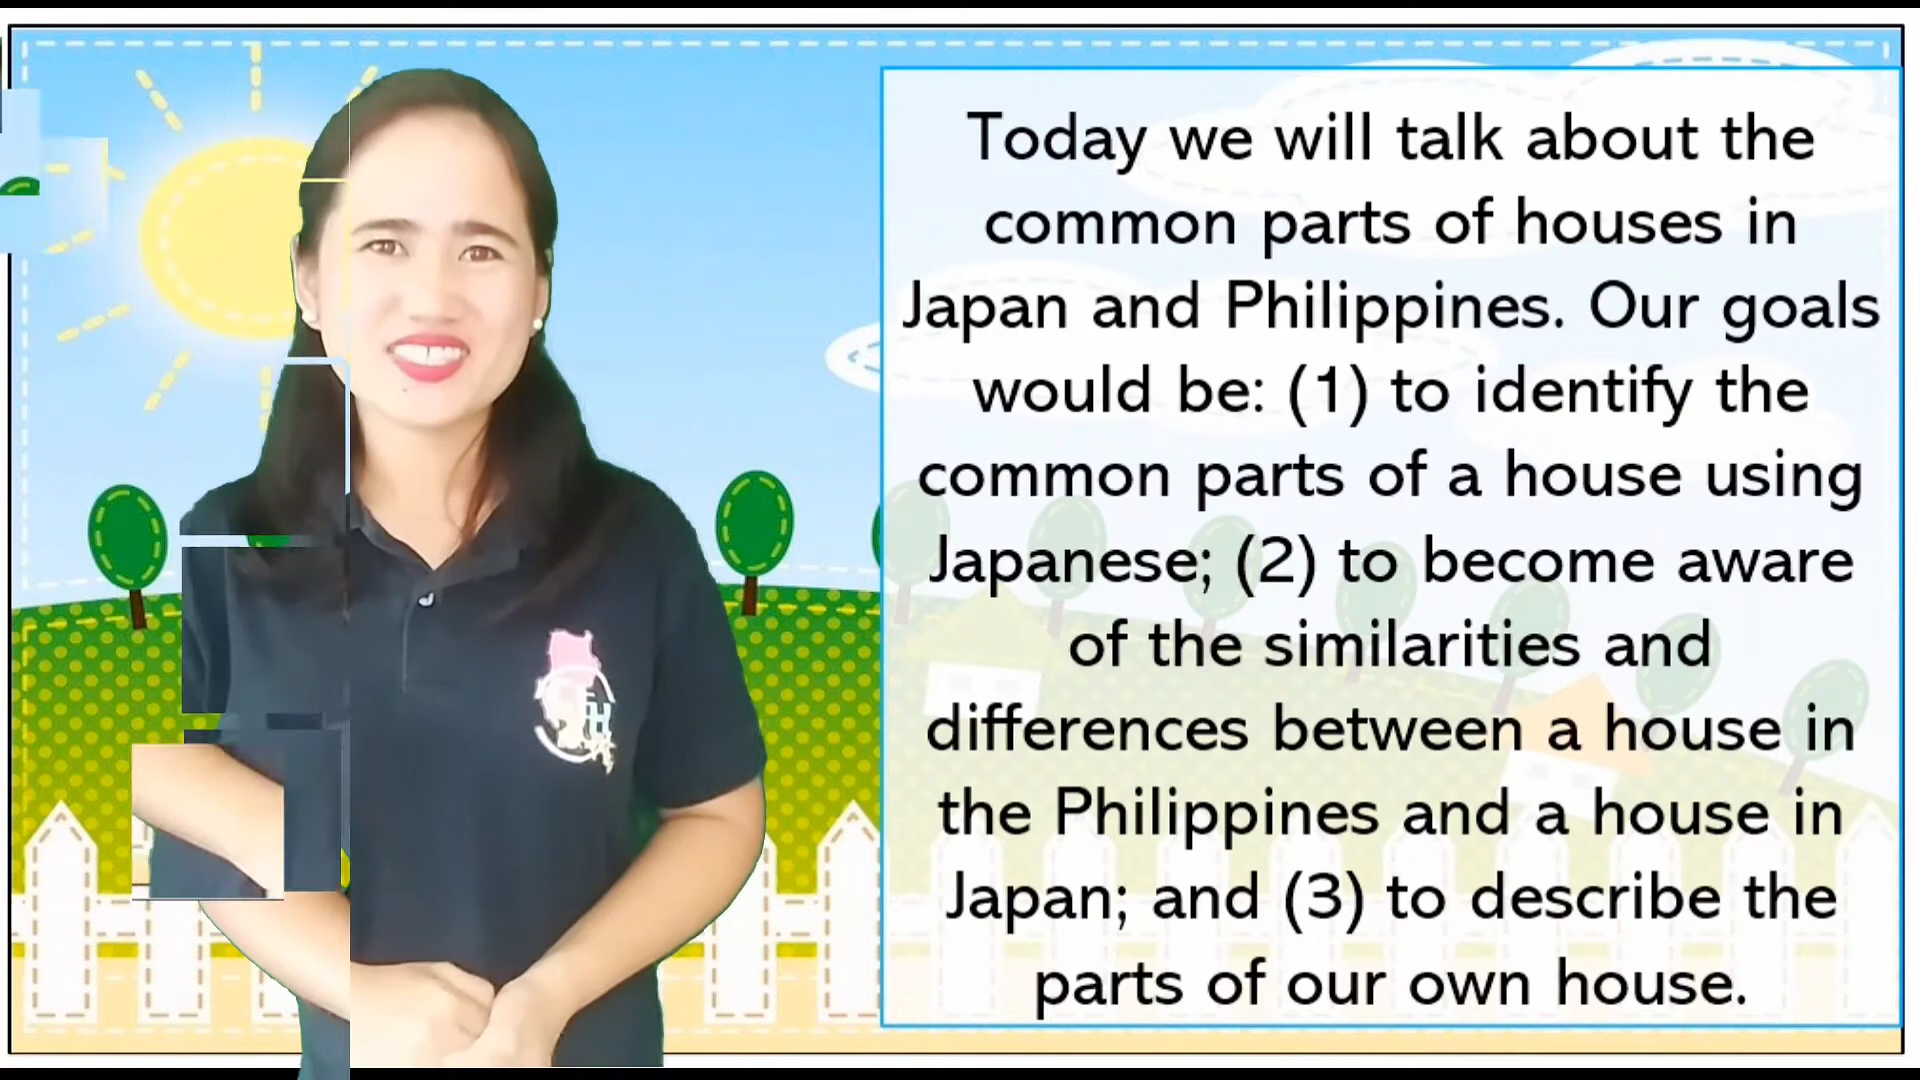 Today we will talk about the
common parts of houses in
Japan and Philippines. Our goals
would be: (1) to identify the
common parts of a house using
Japanese; (2) to become aware
of the similarities and
differences between a house in
the Philippines and a house in
Japan; and (3) to describe the
parts of our own house.